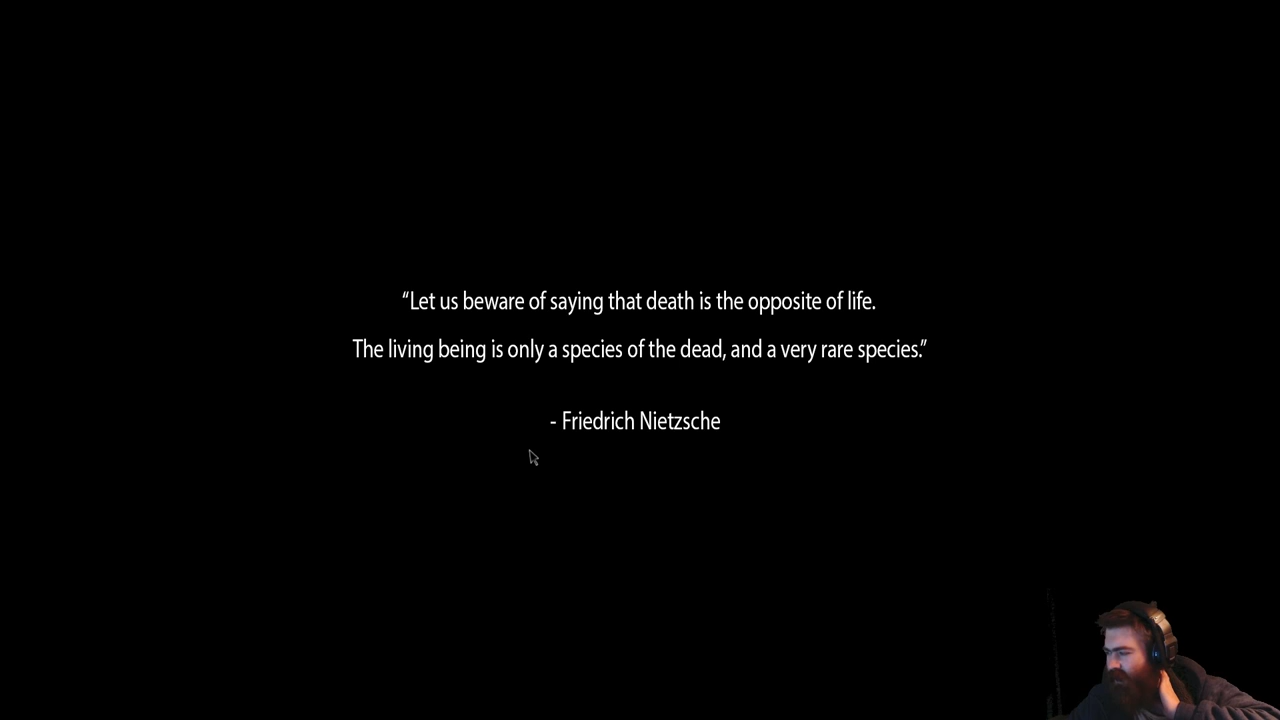 “Let us beware of saying that death is the opposite of life.
The living being is only a species of the dead, and a very rare species.”
- Friedrich Nietzsche